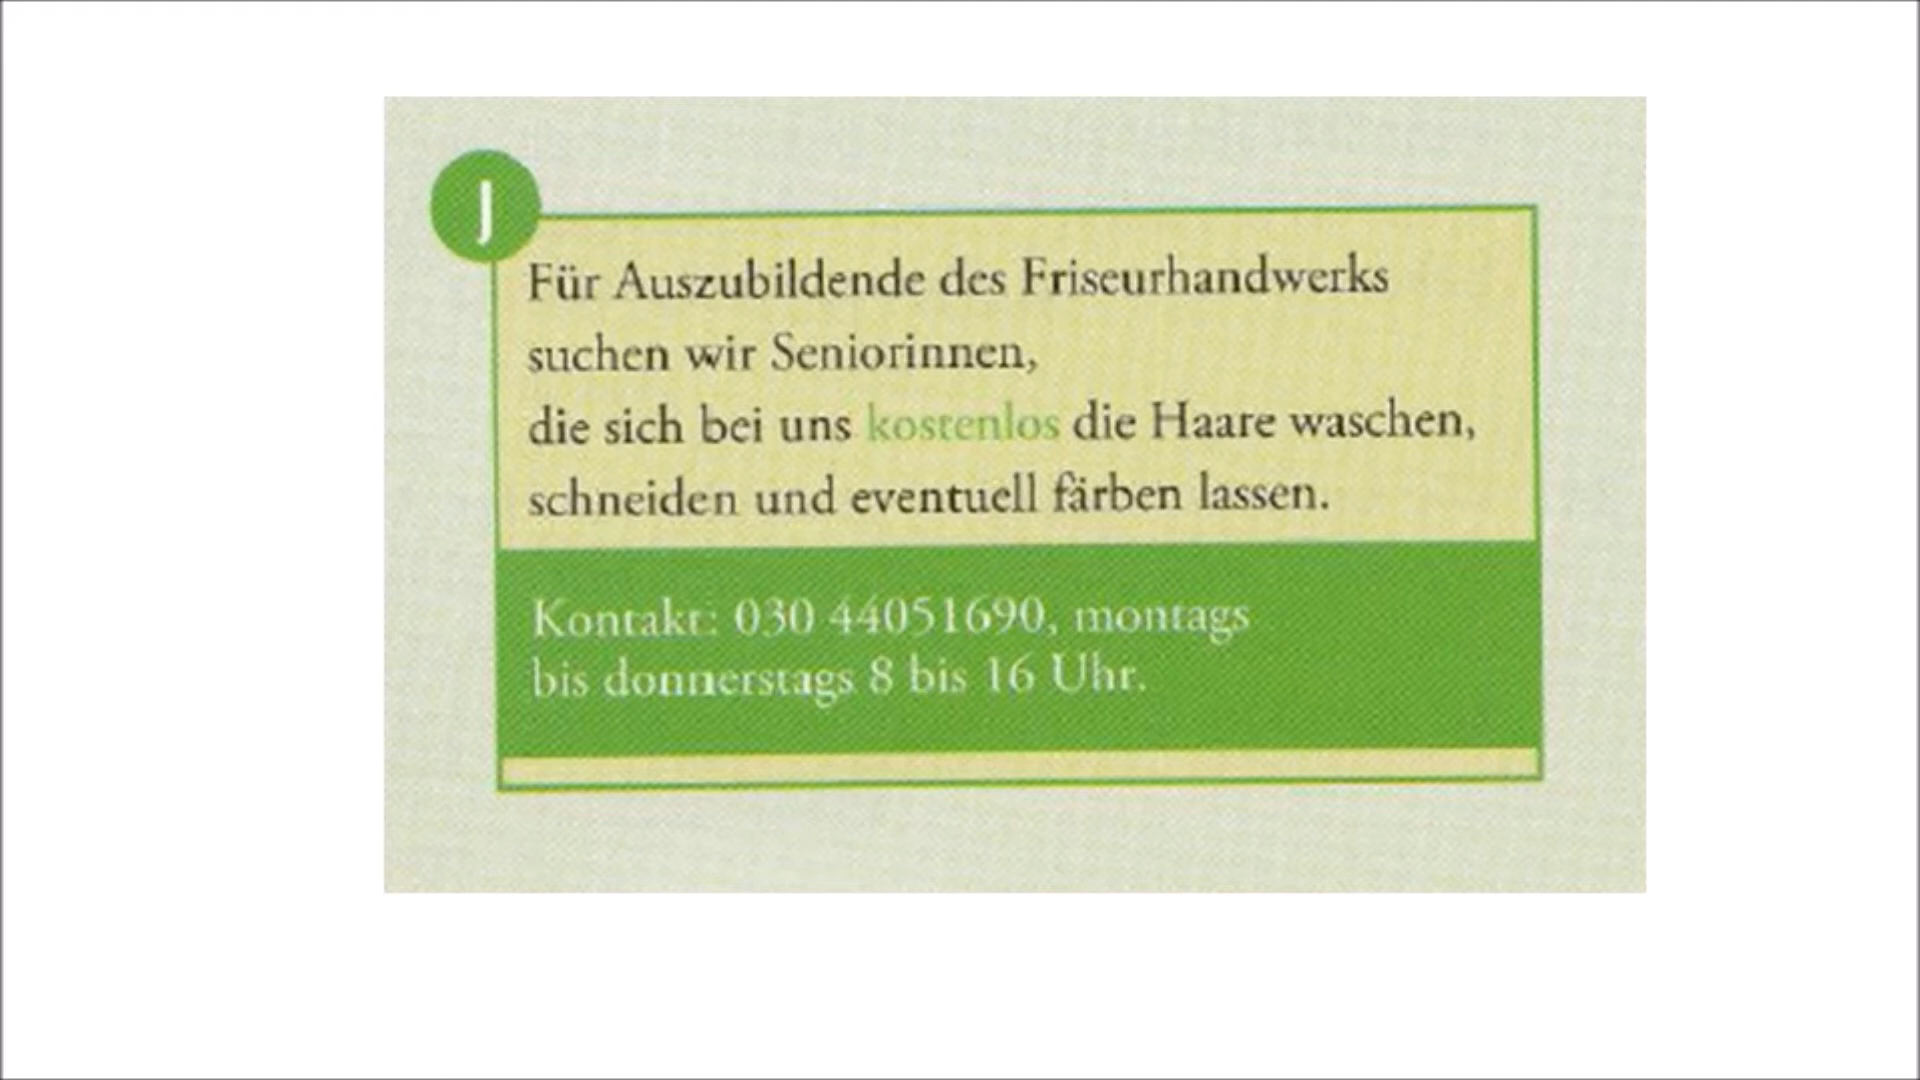 J
Für Auszubildende des Friseurhandwerks
suchen wir Seniorinnen,
die sich bei uns kostenlos die Haare waschen,
schneiden und eventuell färben lassen.
Kontakt: 030 44051690, montags
bis donnerstags 8 bis 16 Uhr.